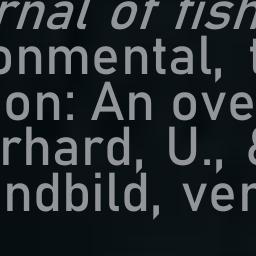 rnal of fish
onmental, t
on: An ove
rhard, U., &
ndbild, ver